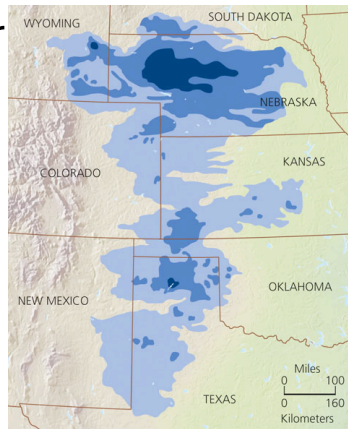 WYOMING
SOUTH DAKOTA
NEBRASKA
COLORADO
KANSAS
NEW MEXICO
OKLAHOMA
TEXAS
Miles
0 100
0 160
Kilometers